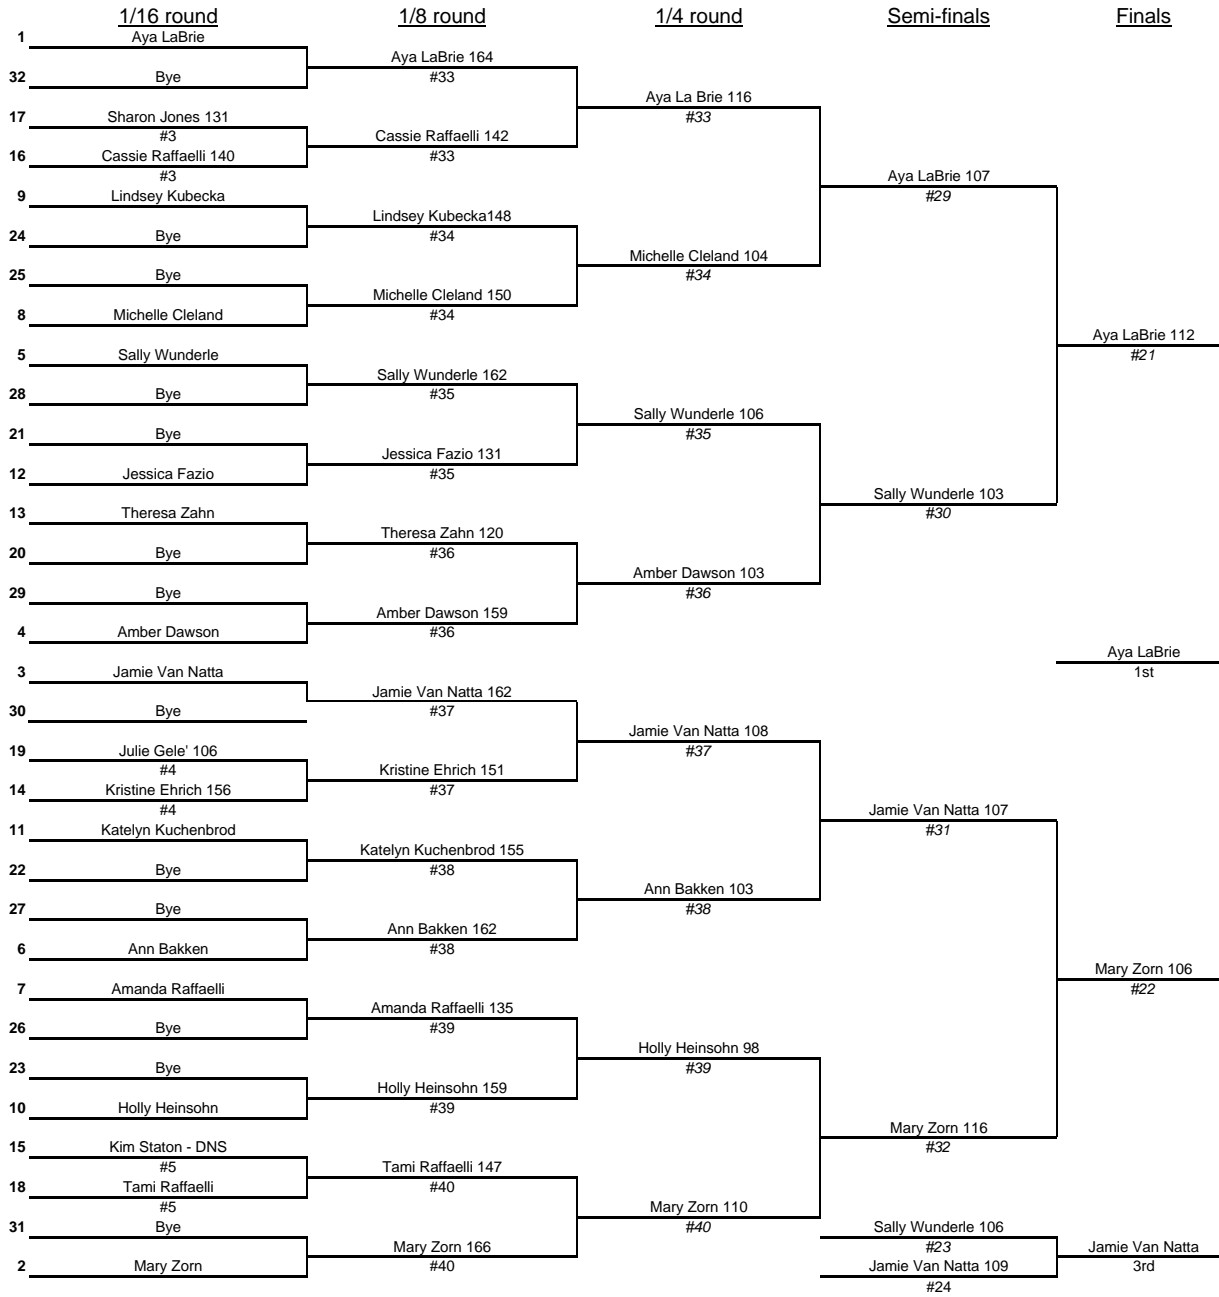 1/16 round
1/8 round
1/4 round
Semi-finals
Finals
1 Aya LaBrie
32 Bye
17 Sharon Jones 131
#3
16 Cassie Raffaelli 140
#3
9 Lindsey Kubecka
24 Bye
25 Bye
8 Michelle Cleland
5 Sally Wunderle
28 Bye
21 Bye
12 Jessica Fazio
13 Theresa Zahn
20 Bye
29 Bye
4 Amber Dawson
3 Jamie Van Natta
30 Bye
19 Julie Gele' 106
#4
14 Kristine Ehrich 156
#4
11 Katelyn Kuchenbrod
22 Bye
27 Bye
6 Ann Bakken
7 Amanda Raffaelli
26 Bye
23 Bye
10 Holly Heinsohn
15 Kim Staton - DNS
#5
18 Tami Raffaelli
#5
31 Bye
2 Mary Zorn
Aya LaBrie 164
#33
Cassie Raffaelli 142
#33
Lindsey Kubecka148
#34
Michelle Cleland 150
#34
Sally Wunderle 162
#35
Jessica Fazio 131
#35
Theresa Zahn 120
#36
Amber Dawson 159
#36
Jamie Van Natta 162
#37
Kristine Ehrich 151
#37
Katelyn Kuchenbrod 155
#38
Ann Bakken 162
#38
Amanda Raffaelli 135
#39
Holly Heinsohn 159
#39
Tami Raffaelli 147
#40
Mary Zorn 166
#40
Aya La Brie 116
#33
Michelle Cleland 104
#34
Sally Wunderle 106
#35
Amber Dawson 103
#36
Jamie Van Natta 108
#37
Ann Bakken 103
#38
Holly Heinsohn 98
#39
Mary Zorn 110
#40
Aya LaBrie 107
#29
Sally Wunderle 103
#30
Jamie Van Natta 107
#31
Mary Zorn 116
#32
Sally Wunderle 106
#23
Jamie Van Natta 109
#24
Aya LaBrie 112
#21
Aya LaBrie
1st
Mary Zorn 106
#22
Jamie Van Natta
3rd